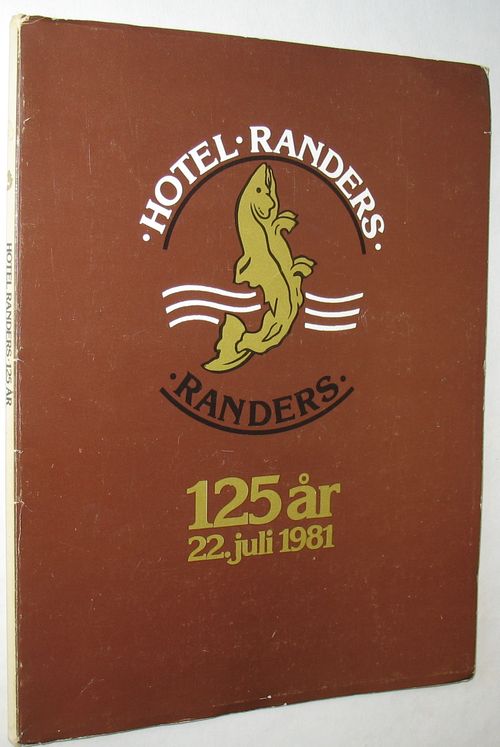 ·HOTEL·RANDERS·
·RANDERS·
125 år
22. juli 1981
HOTEL RANDERS·125 ÅR